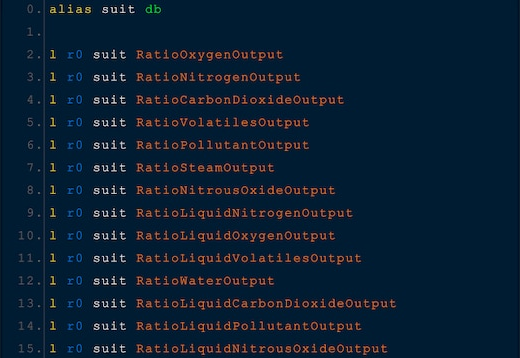 0. alias suit db
1.
2. l r0 suit RatioOxygenOutput
3. l r0 suit RatioNitrogenOutput
4. l r0 suit RatioCarbonDioxideOutput
5. l r0 suit RatioVolatilesOutput
6. l r0 suit RatioPollutantOutput
7. l r0 suit RatioSteamOutput
8. l r0 suit RatioNitrousOxideOutput
9. l r0 suit RatioLiquidNitrogenOutput
10. l r0 suit RatioLiquidOxygenOutput
11. l r0 suit RatioLiquidVolatilesOutput
12. l r0 suit RatioWaterOutput
13. l r0 suit RatioLiquidCarbonDioxideOutput
14. l r0 suit RatioLiquidPollutantOutput
15. l r0 suit RatioLiquidNitrousOxideOutput